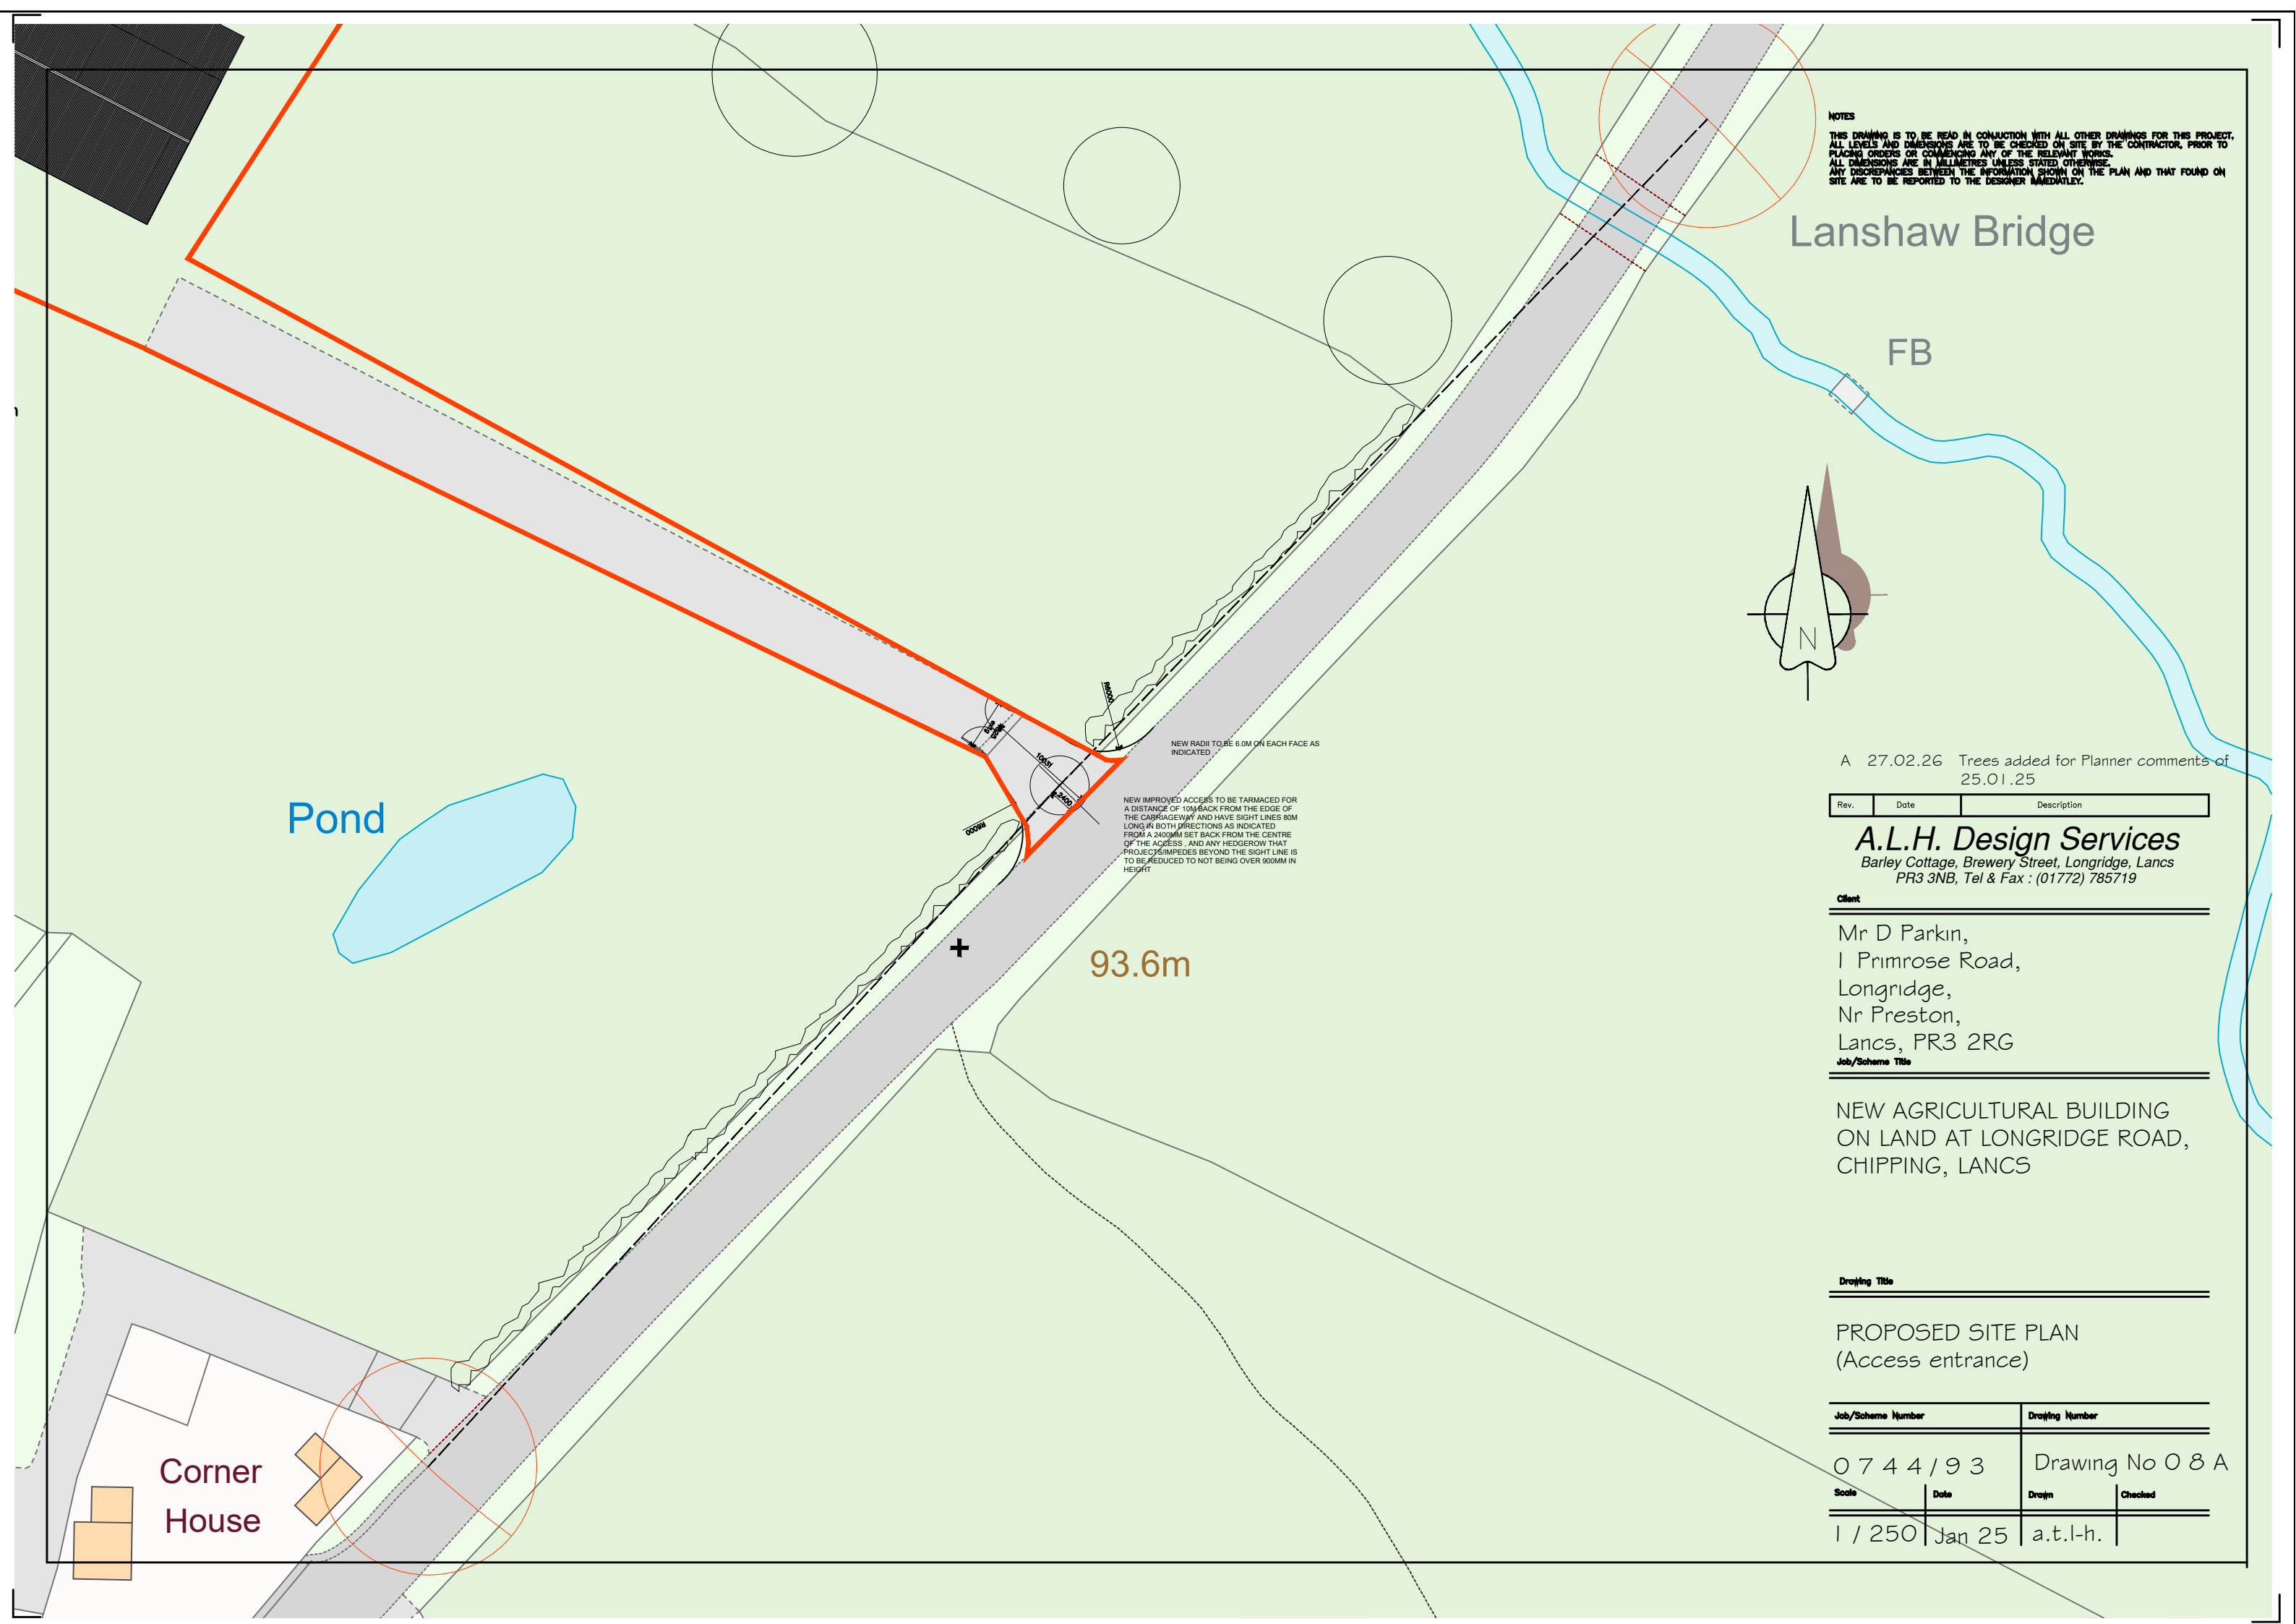 NOTES
THIS DRAWING IS TO BE READ IN CONJUCTION WITH ALL OTHER DRAWINGS FOR THIS PROJECT.
ALL LEVELS AND DIMENSIONS ARE TO BE CHECKED ON SITE BY THE CONTRACTOR, PRIOR TO
PLACING ORDERS OR COMMENCING ANY OF THE RELEVANT WORKS.
ALL DIMENSIONS ARE IN MILLIMETRES UNLESS STATED OTHERWISE.
ANY DISCREPANCIES BETWEEN THE INFORMATION SHOWN ON THE PLAN AND THAT FOUND ON
SITE ARE TO BE REPORTED TO THE DESIGNER IMMEDIATLEY.
Lanshaw Bridge
FB
N
R6000
NEW RADII TO BE 6.0M ON EACH FACE AS
INDICATED
10631
2400
R6000
NEW IMPROVED ACCESS TO BE TARMACED FOR
A DISTANCE OF 10M BACK FROM THE EDGE OF
THE CARRIAGEWAY AND HAVE SIGHT LINES 80M
LONG IN BOTH DIRECTIONS AS INDICATED
FROM A 2400MM SET BACK FROM THE CENTRE
OF THE ACCESS , AND ANY HEDGEROW THAT
PROJECTS/IMPEDES BEYOND THE SIGHT LINE IS
TO BE REDUCED TO NOT BEING OVER 900MM IN
HEIGHT
Pond
93.6m
Corner
House
A 27.02.26 Trees added for Planner comments of
25.01.25
Rev. Date Description
A.L.H. Design Services
Barley Cottage, Brewery Street, Longridge, Lancs
PR3 3NB, Tel & Fax : (01772) 785719
Client
Mr D Parkin,
1 Primrose Road,
Longridge,
Nr Preston,
Lancs, PR3 2RG
Job/Scheme Title
NEW AGRICULTURAL BUILDING
ON LAND AT LONGRIDGE ROAD,
CHIPPING, LANCS
Drawing Title
PROPOSED SITE PLAN
(Access entrance)
Job/Scheme Number Drawing Number
0744/93 Drawing No 08A
Scale Date Drawn Checked
1 / 250 Jan 25 a.t.l-h.